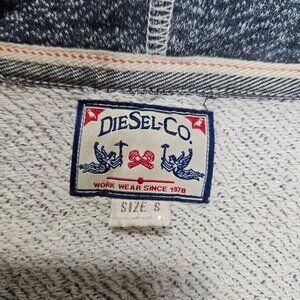 DIESEL-CO.
WORK WEAR SINCE 1978
SIZE S